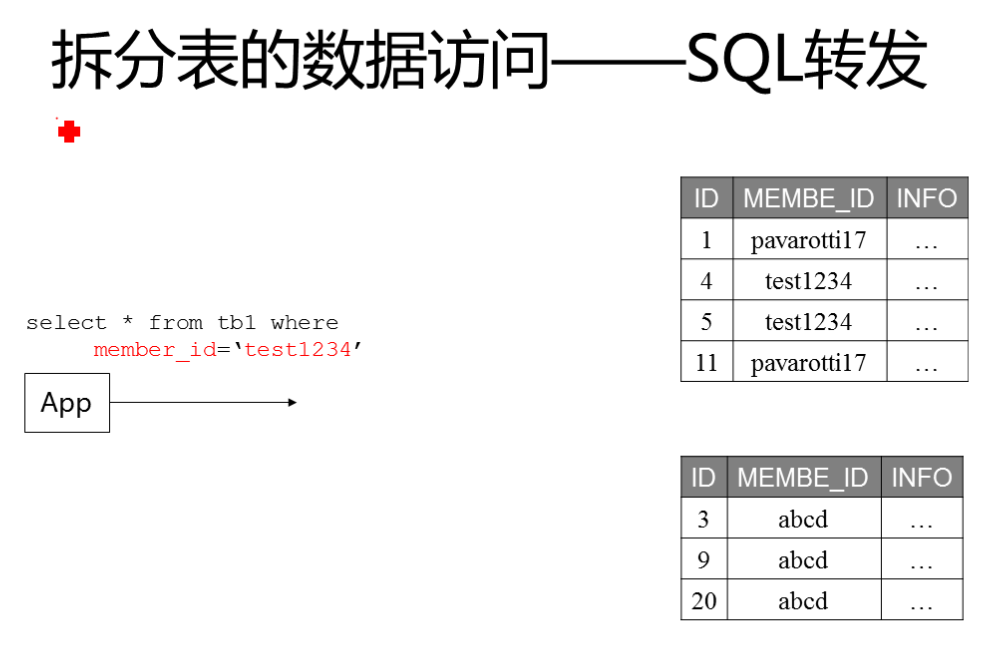 拆分表的数据访问——SQL转发
ID MEMBE_ID INFO
1 pavarotti17 …
4 test1234 …
5 test1234 …
11 pavarotti17 …
select * from tb1 where
member_id=‘test1234’
App
ID MEMBE_ID INFO
3 abcd …
9 abcd …
20 abcd …